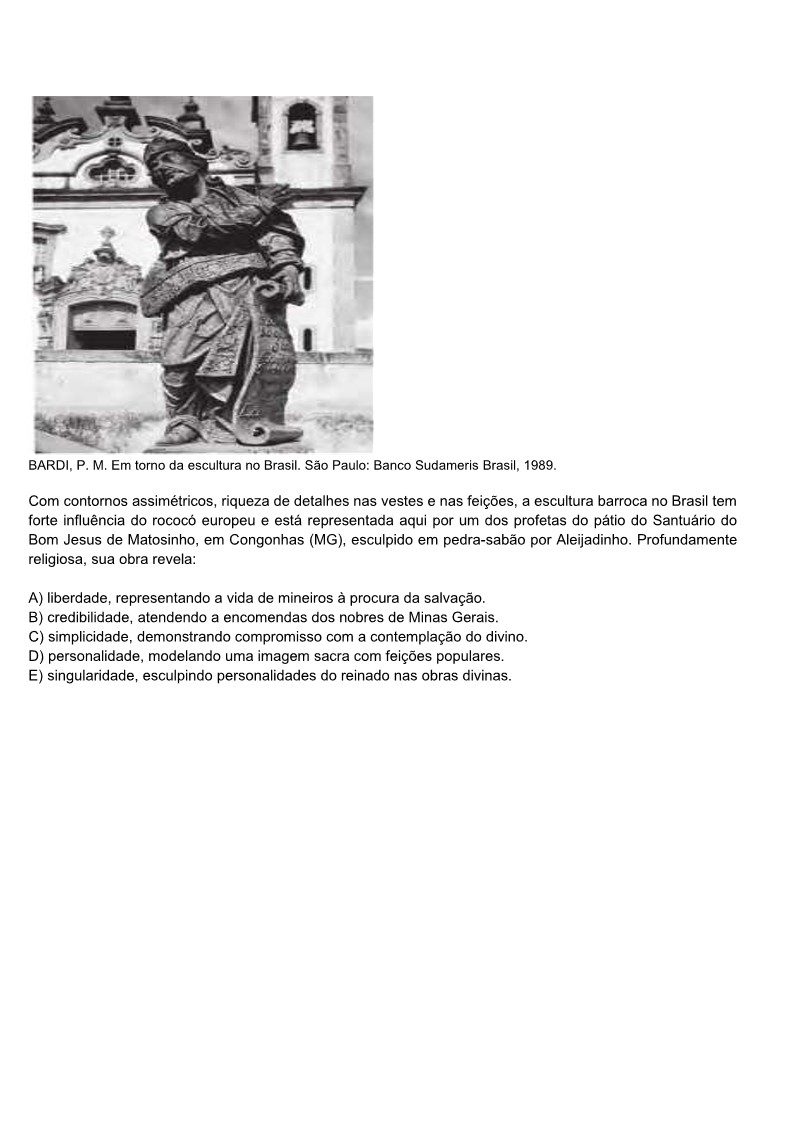 BARDI, P. M. Em torno da escultura no Brasil. São Paulo: Banco Sudameris Brasil, 1989.
Com contornos assimétricos, riqueza de detalhes nas vestes e nas feições, a escultura barroca no Brasil tem
forte influência do rococó europeu e está representada aqui por um dos profetas do pátio do Santuário do
Bom Jesus de Matosinho, em Congonhas (MG), esculpido em pedra-sabão por Aleijadinho. Profundamente
religiosa, sua obra revela:
A) liberdade, representando a vida de mineiros à procura da salvação.
B) credibilidade, atendendo a encomendas dos nobres de Minas Gerais.
C) simplicidade, demonstrando compromisso com a contemplação do divino.
D) personalidade, modelando uma imagem sacra com feições populares.
E) singularidade, esculpindo personalidades do reinado nas obras divinas.